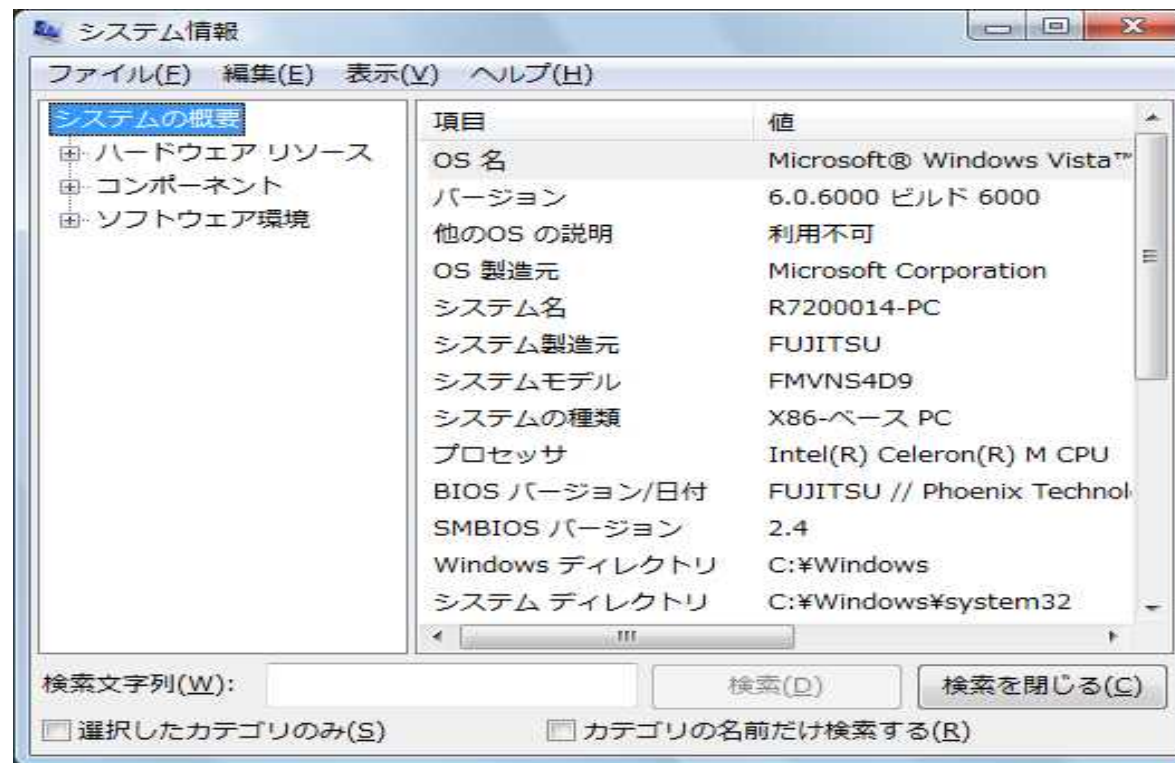 システム情報
ファイル(F) 編集(E) 表示(V) ヘルプ(H)
システムの概要
ハードウェア リソース
コンポーネント
ソフトウェア環境
項目 値
OS 名 Microsoft® Windows Vista™
バージョン 6.0.6000 ビルド 6000
他のOS の説明 利用不可
OS 製造元 Microsoft Corporation
システム名 R7200014-PC
システム製造元 FUJITSU
システムモデル FMVNS4D9
システムの種類 X86-ベース PC
プロセッサ Intel(R) Celeron(R) M CPU
BIOS バージョン/日付 FUJITSU // Phoenix Technol
SMBIOS バージョン 2.4
Windows ディレクトリ C:¥Windows
システム ディレクトリ C:¥Windows¥system32
検索文字列(W): 検索(D) 検索を閉じる(C)
選択したカテゴリのみ(S) カテゴリの名前だけ検索する(R)